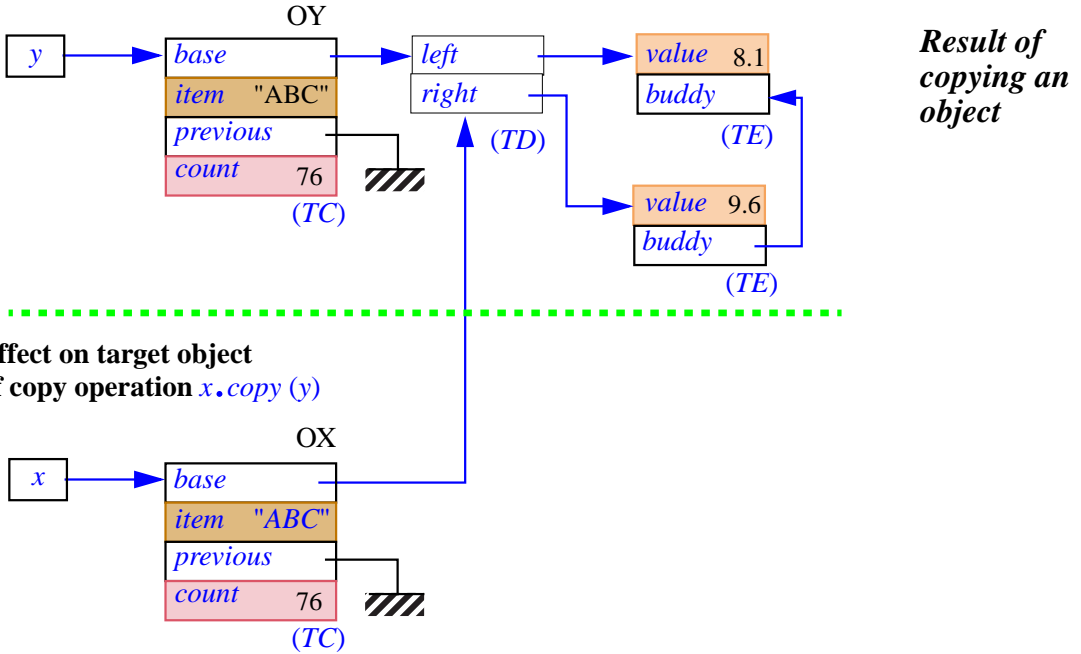 OY
y
base
item "ABC"
previous
count 76
(TC)
left
right
(TD)
value 8.1
buddy
(TE)
value 9.6
buddy
(TE)
Result of
copying an
object
ffect on target object
f copy operation x.copy (y)
OX
x
base
item "ABC"
previous
count 76
(TC)